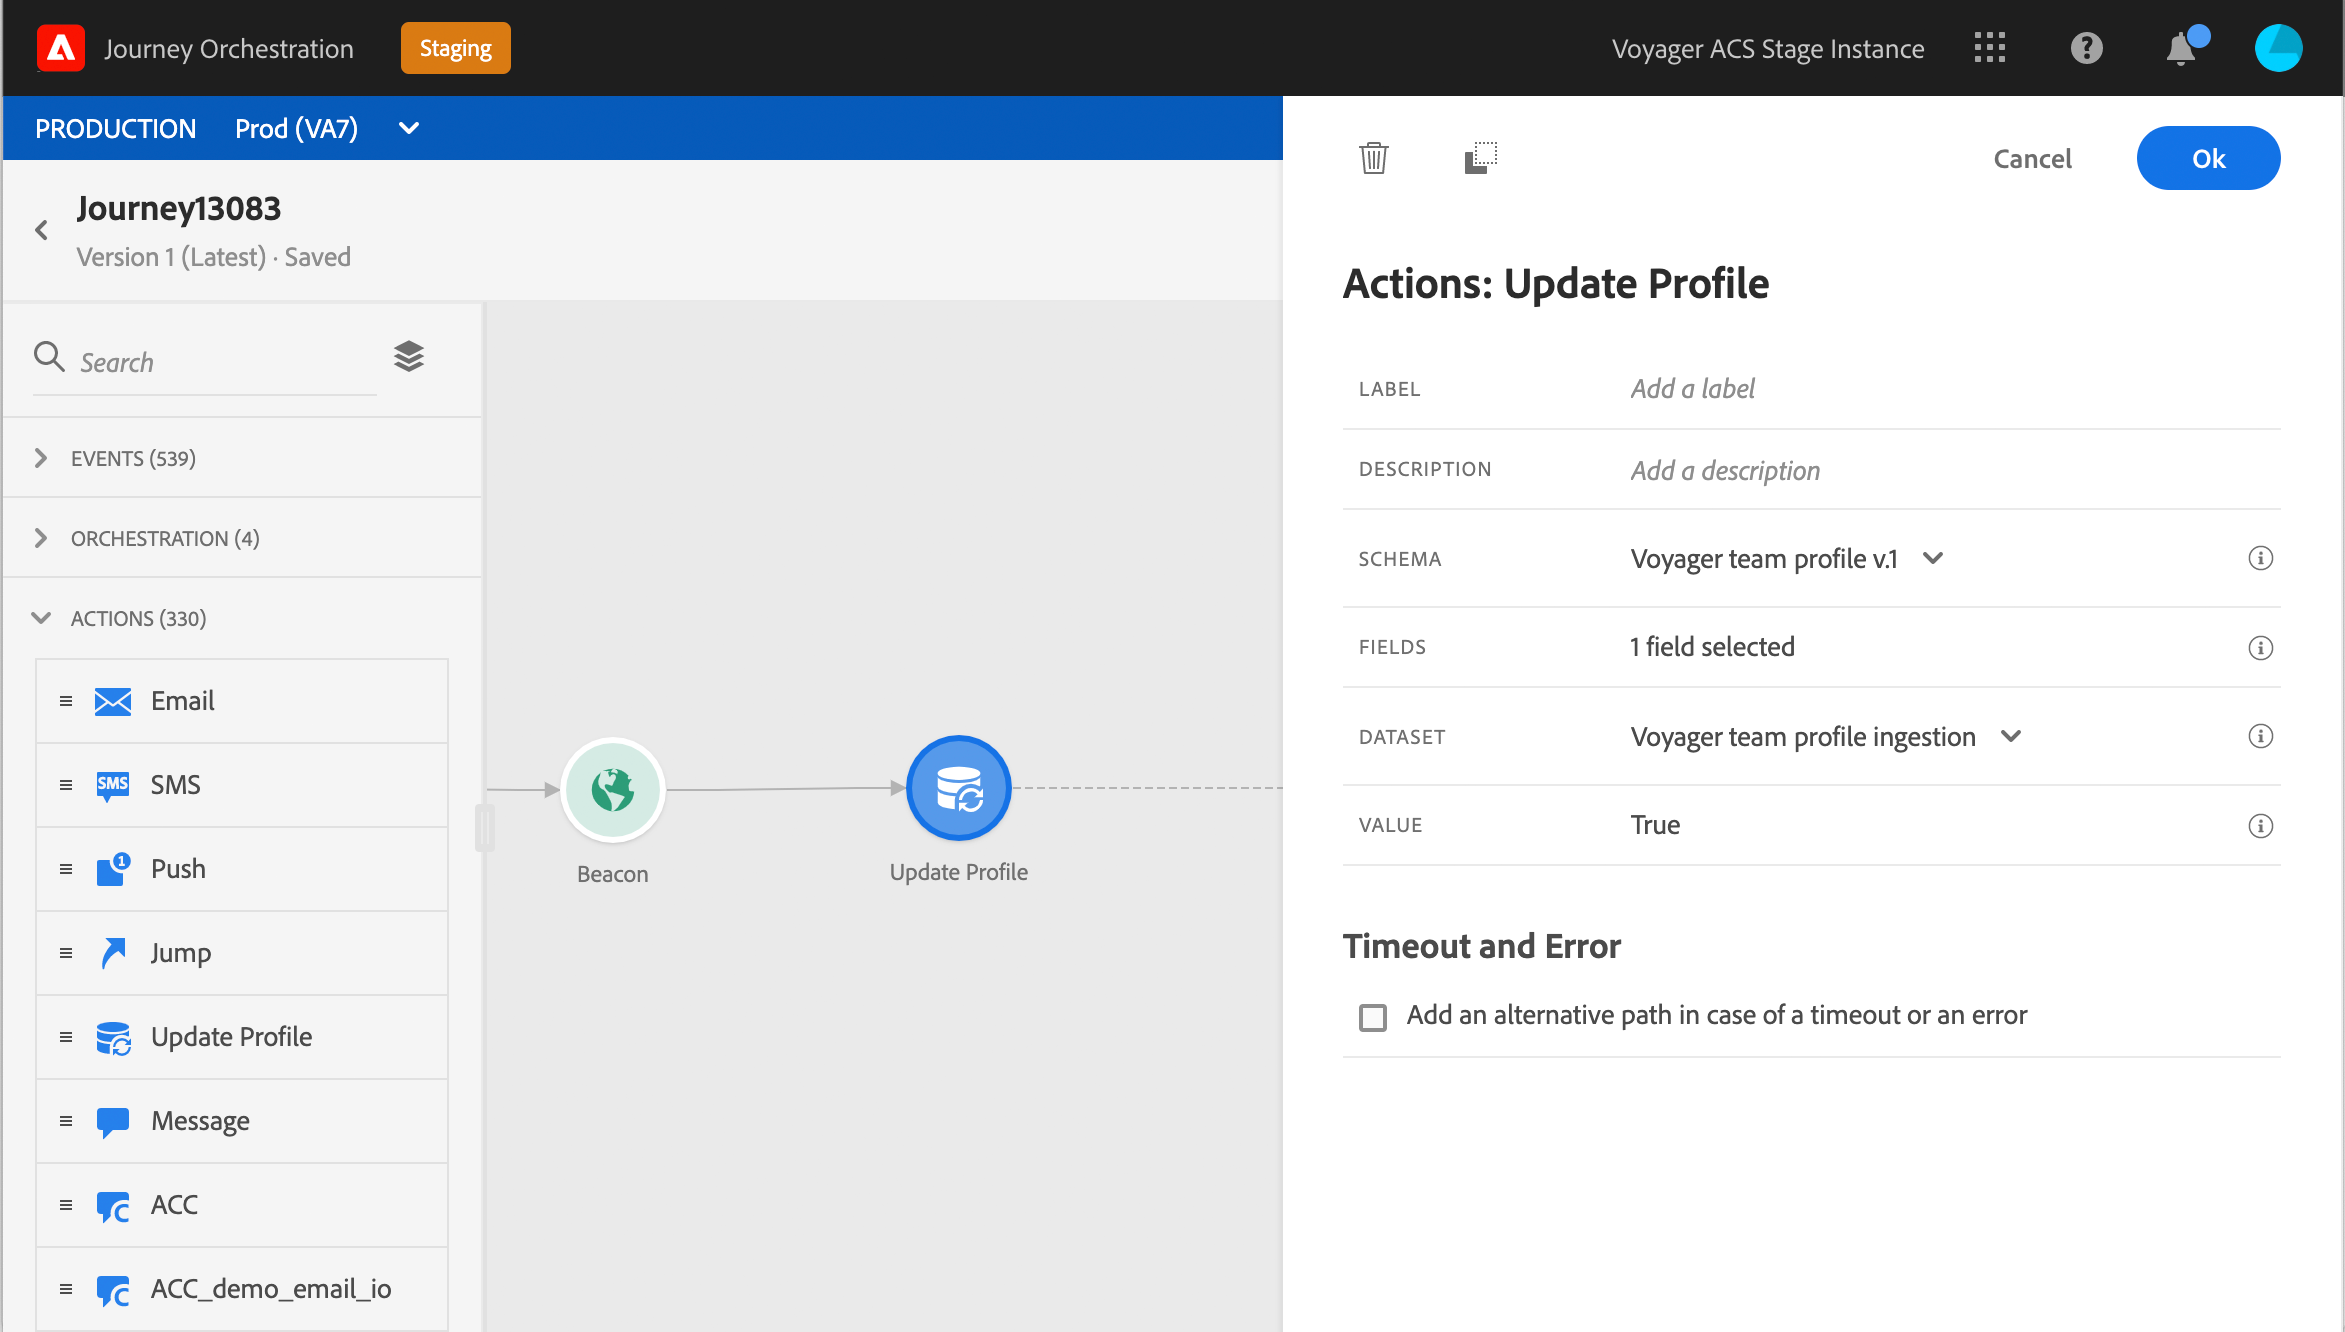 Journey Orchestration
Staging
Voyager ACS Stage Instance
PRODUCTION Prod (VA7)
Cancel
Ok
Journey13083
Version 1 (Latest) · Saved
Search
EVENTS (539)
ORCHESTRATION (4)
ACTIONS (330)
Email
SMS
SMS
1
Push
Jump
Update Profile
Message
ACC
ACC_demo_email_io
Beacon
Update Profile
Actions: Update Profile
LABEL Add a label
DESCRIPTION Add a description
SCHEMA Voyager team profile v.1
FIELDS 1 field selected
DATASET Voyager team profile ingestion
VALUE True
Timeout and Error
Add an alternative path in case of a timeout or an error